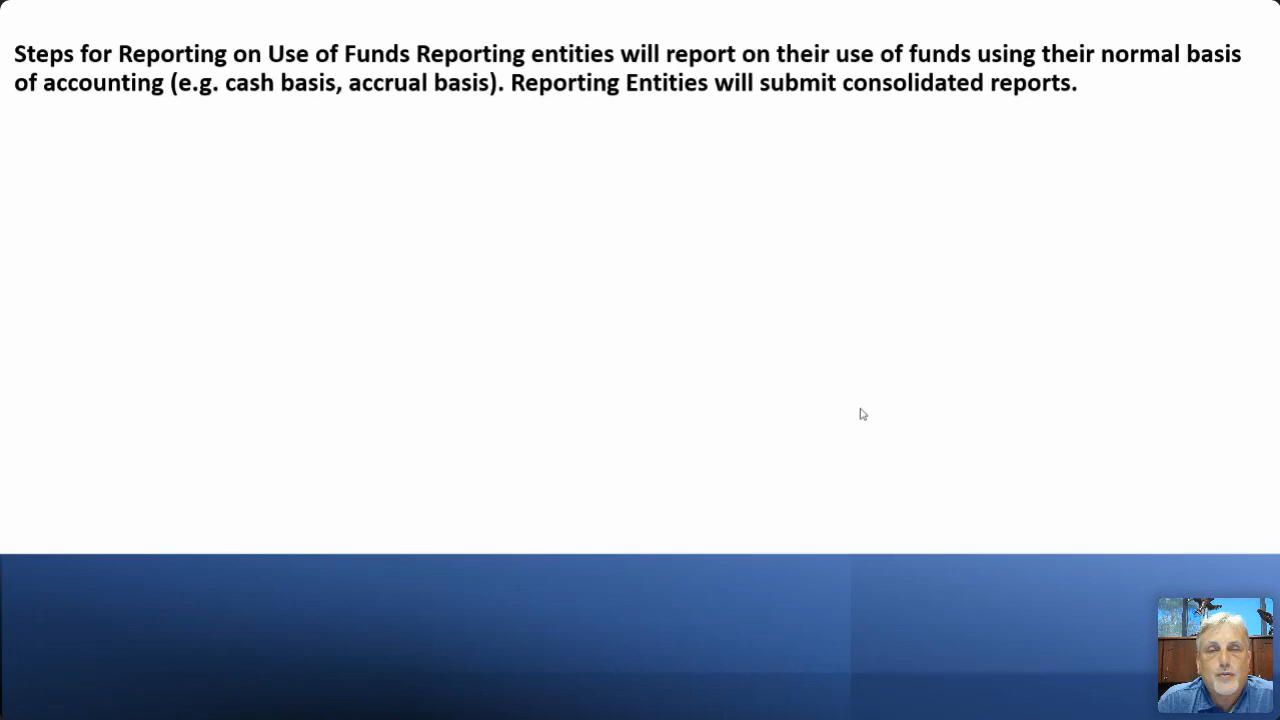 Steps for Reporting on Use of Funds Reporting entities will report on their use of funds using their normal basis
of accounting (e.g. cash basis, accrual basis). Reporting Entities will submit consolidated reports.